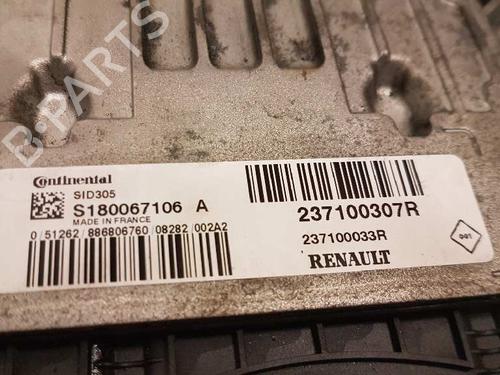 B-PARTS
Continental
SID305
S180067106 A
MADE IN FRANCE
0/51262/886806760/08282 002A2
237100307R
237100033R
RENAULT